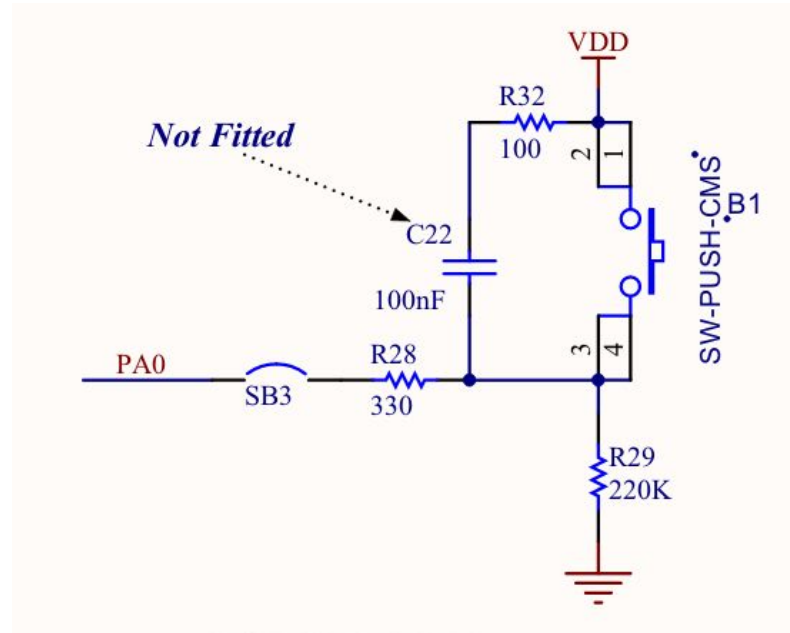 VDD
R32
100
Not Fitted
2
1
SW-PUSH-CMS
B1
C22
100nF
3
4
PA0
SB3
R28
330
R29
220K